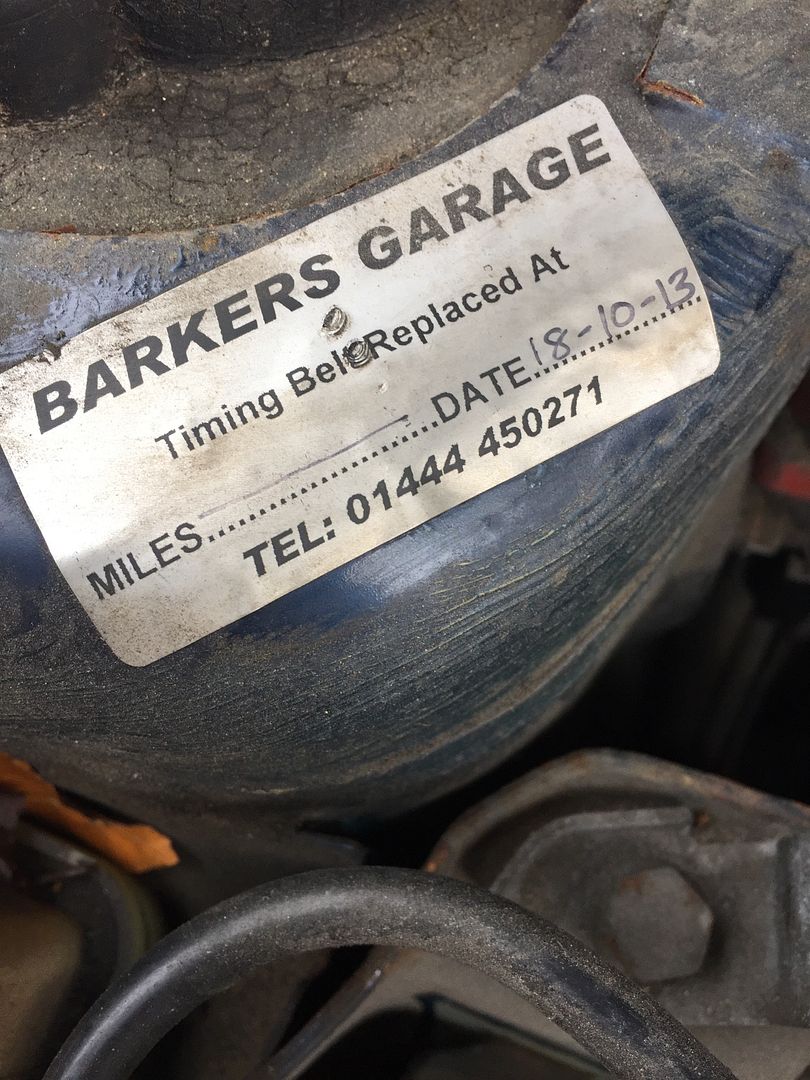 BARKERS GARAGE
Timing Belt Replaced At
MILES....................DATE 18-10-13
TEL: 01444 450271